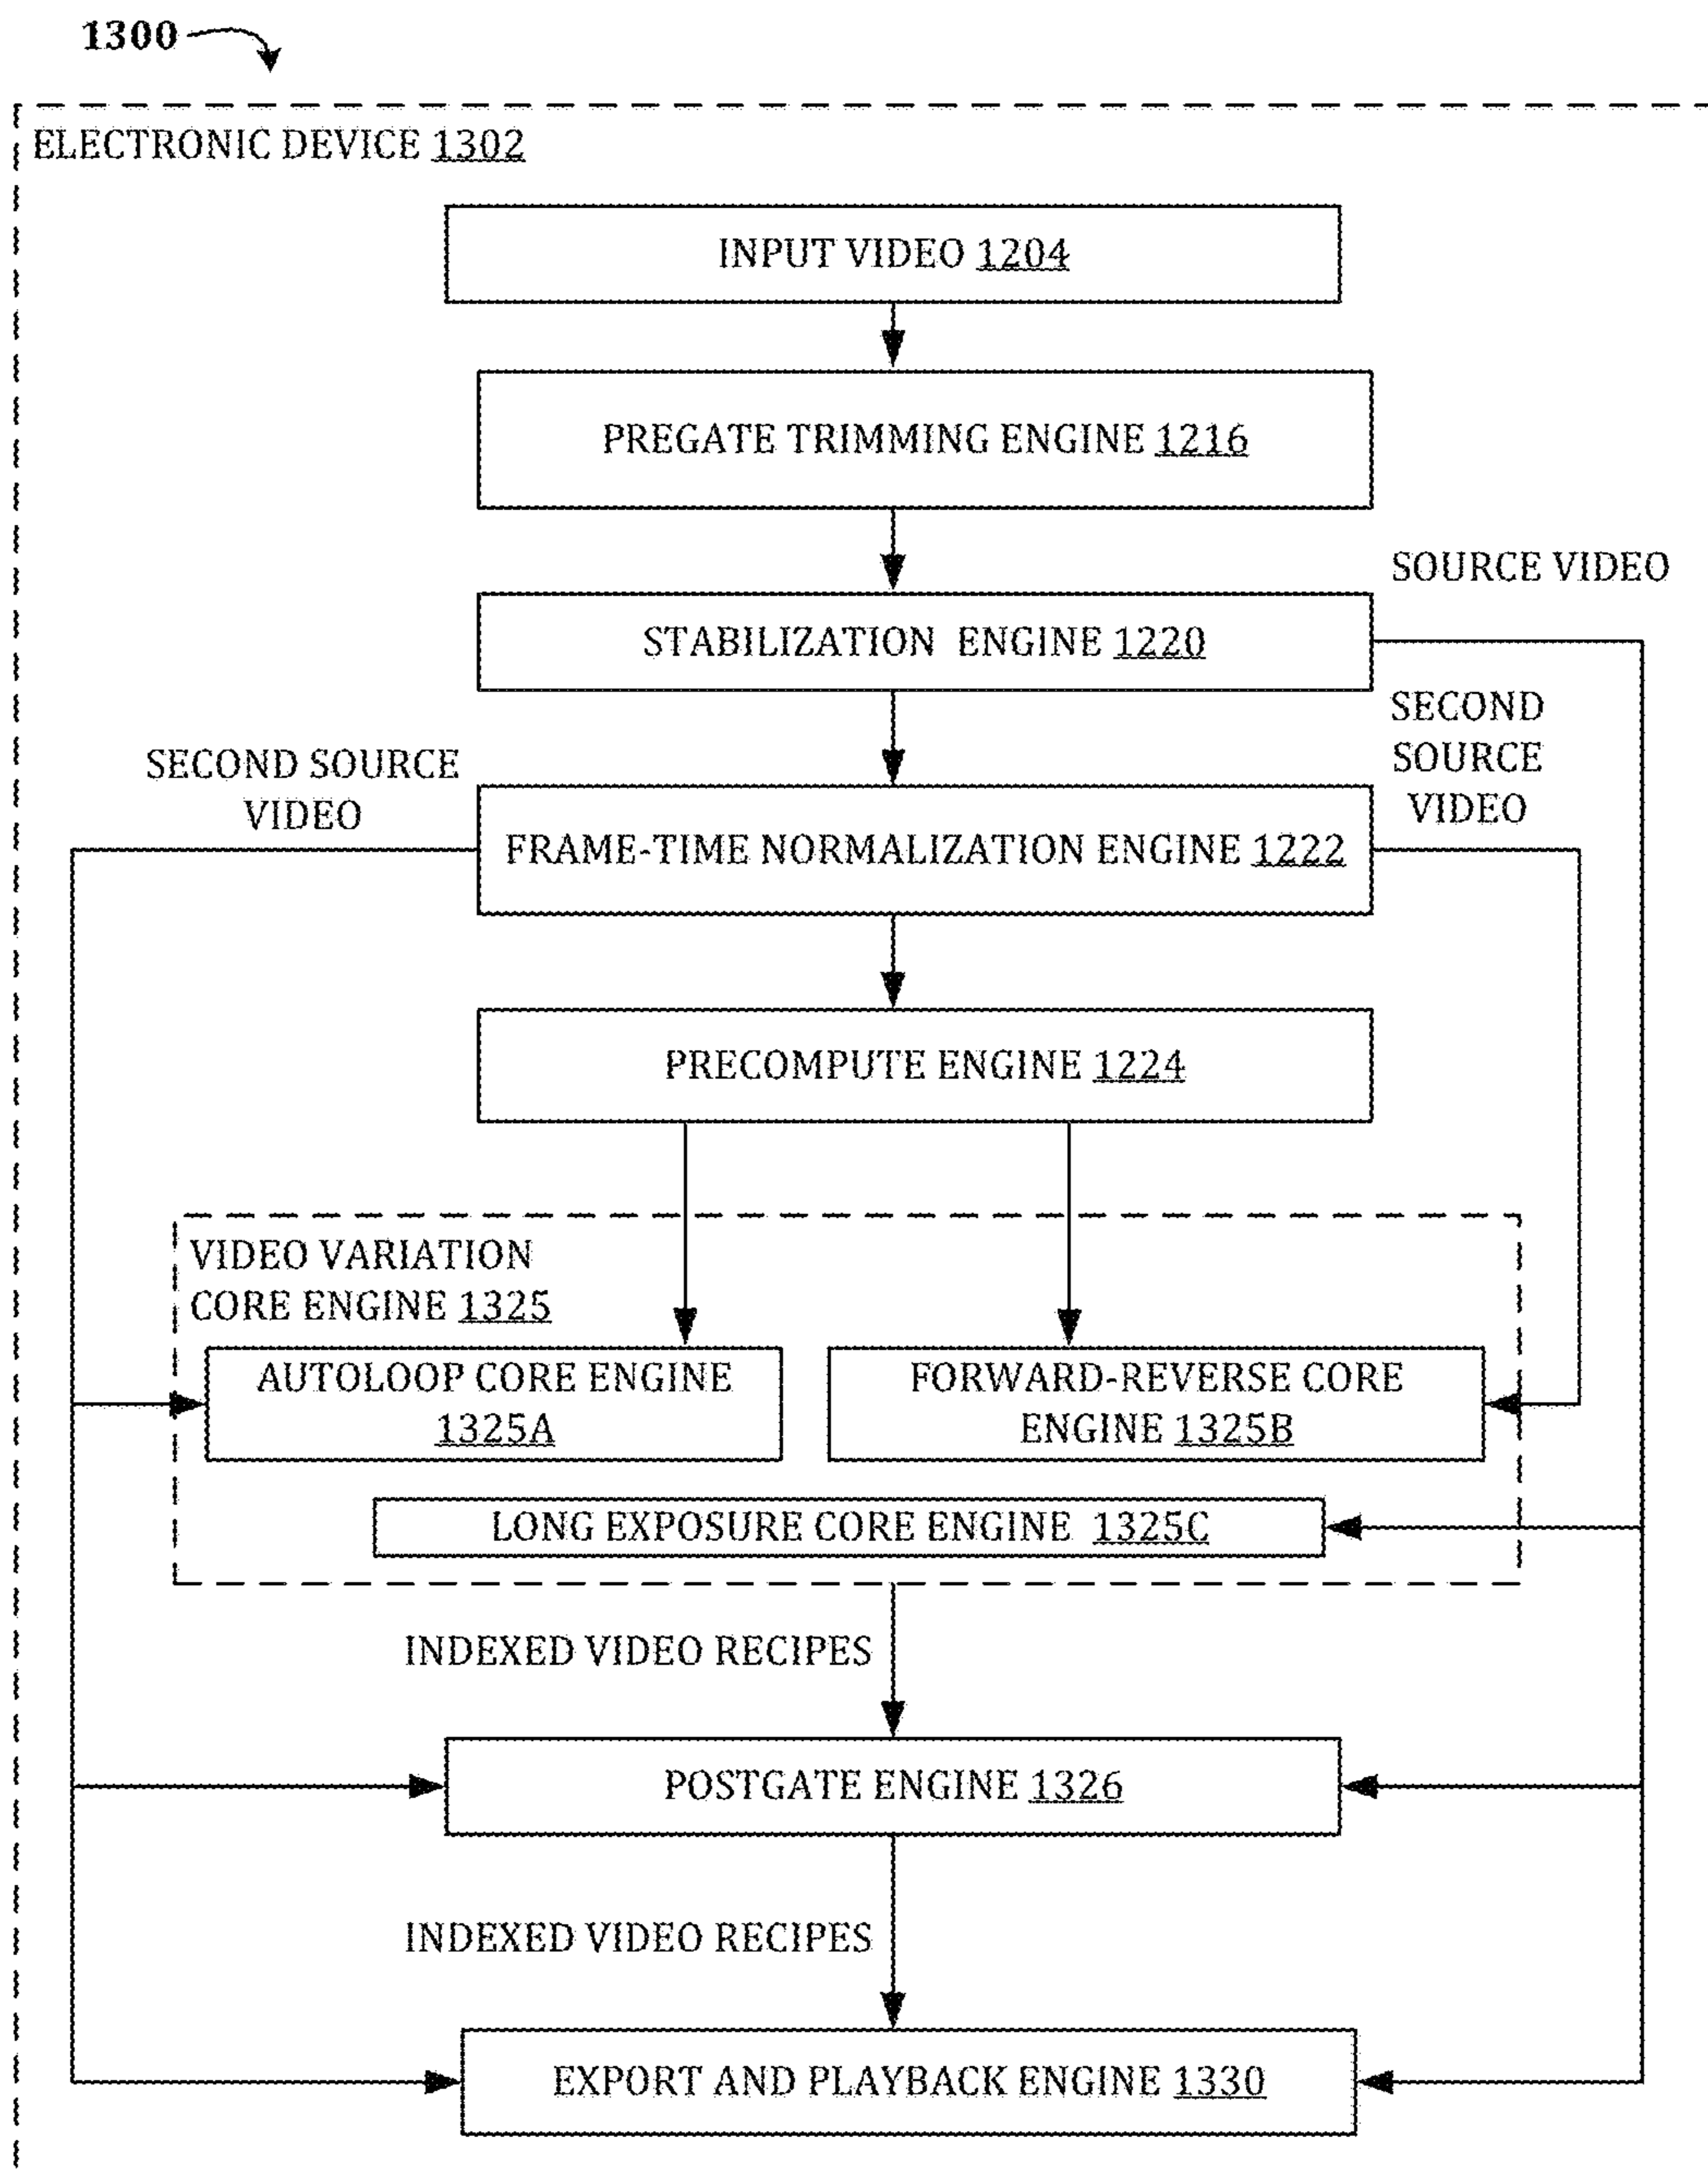 1300
ELECTRONIC DEVICE 1302
INPUT VIDEO 1204
PREGATE TRIMMING ENGINE 1216
SOURCE VIDEO
STABILIZATION ENGINE 1220
SECOND
SOURCE
VIDEO
SECOND SOURCE
VIDEO
FRAME-TIME NORMALIZATION ENGINE 1222
PRECOMPUTE ENGINE 1224
VIDEO VARIATION
CORE ENGINE 1325
AUTOLOOP CORE ENGINE
1325A
FORWARD-REVERSE CORE
ENGINE 1325B
LONG EXPOSURE CORE ENGINE 1325C
INDEXED VIDEO RECIPES
POSTGATE ENGINE 1326
INDEXED VIDEO RECIPES
EXPORT AND PLAYBACK ENGINE 1330